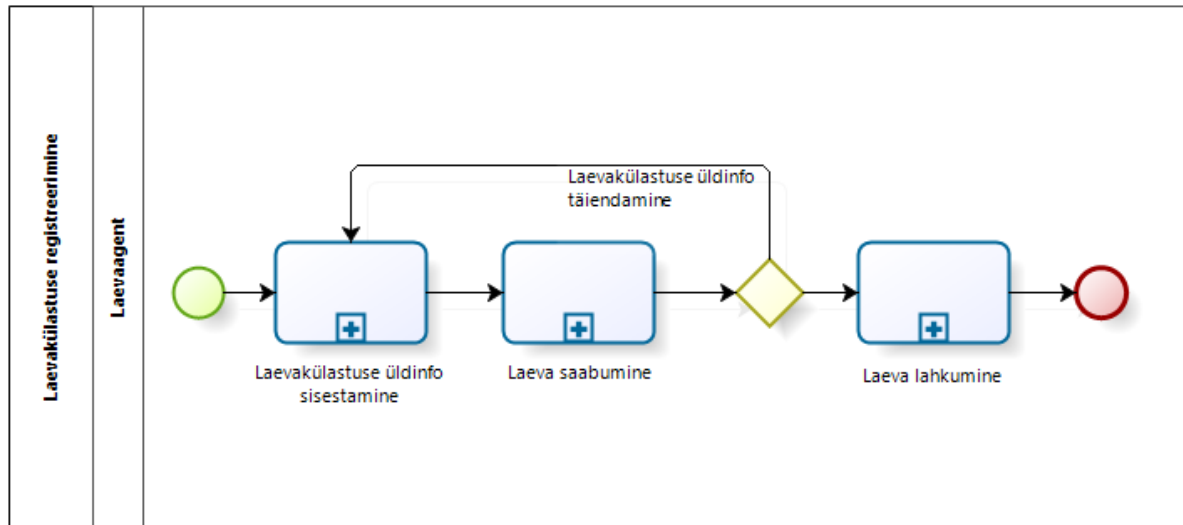 Laevakülastuse registreerimine
Laevaagent
Laevakülastuse üldinfo
täiendamine
Laevakülastuse üldinfo
sisestamine
Laeva saabumine
Laeva lahkumine